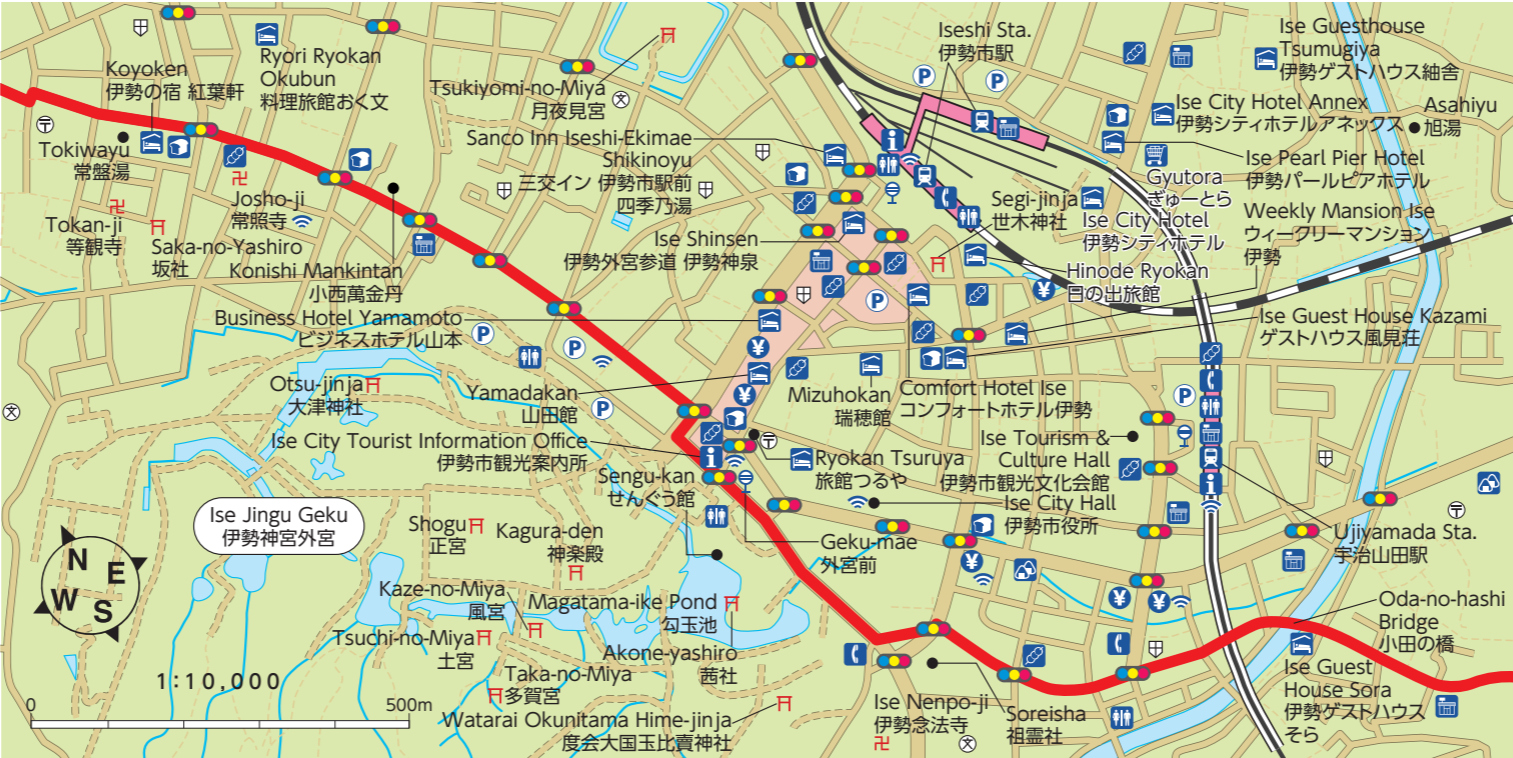 Koyoken
伊勢の宿 紅葉軒
Ryori Ryokan
Okubun
料理旅館おく文
Tsukiyomi-no-Miya
月夜見宮
Iseshi Sta.
伊勢市駅
Ise Guesthouse
Tsumugiya
伊勢ゲストハウス紬舎
Ise City Hotel Annex
伊勢シティホテルアネックス
Asahiyu
旭湯
Tokiwayu
常盤湯
Sanco Inn Iseshi-Ekimae
Shikinoyu
三交イン 伊勢市駅前
四季乃湯
Ise Pearl Pier Hotel
伊勢パールピアホテル
Gyutora
ぎゅーとら
Segi-jinja
世木神社
Ise City Hotel
伊勢シティホテル
Weekly Mansion Ise
ウィークリーマンション
伊勢
Josho-ji
常照寺
Tokan-ji
等観寺
Saka-no-Yashiro
坂社
Konishi Mankintan
小西萬金丹
Ise Shinsen
伊勢外宮参道 伊勢神泉
Hinode Ryokan
日の出旅館
Business Hotel Yamamoto
ビジネスホテル山本
Ise Guest House Kazami
ゲストハウス風見荘
Otsu-jinja
大津神社
Yamadakan
山田館
Mizuhokan
瑞穂館
Comfort Hotel Ise
コンフォートホテル伊勢
Ise City Tourist Information Office
伊勢市観光案内所
Ise Tourism &
Culture Hall
伊勢市観光文化会館
Ryokan Tsuruya
旅館つるや
Sengu-kan
せんぐう館
Ise City Hall
伊勢市役所
Ise Jingu Geku
伊勢神宮外宮
Shogu
正宮
Kagura-den
神楽殿
Geku-mae
外宮前
Ujiyamada Sta.
宇治山田駅
Kaze-no-Miya
風宮
Magatama-ike Pond
勾玉池
Oda-no-hashi
Bridge
小田の橋
Tsuchi-no-Miya
土宮
Akone-yashiro
茜社
Taka-no-Miya
多賀宮
Ise Guest
House Sora
伊勢ゲストハウス
そら
Watarai Okunitama Hime-jinja
度会大国玉比賣神社
Ise Nenpo-ji
伊勢念法寺
Soreisha
祖霊社
N
E
W
S
1:10,000
0
500m